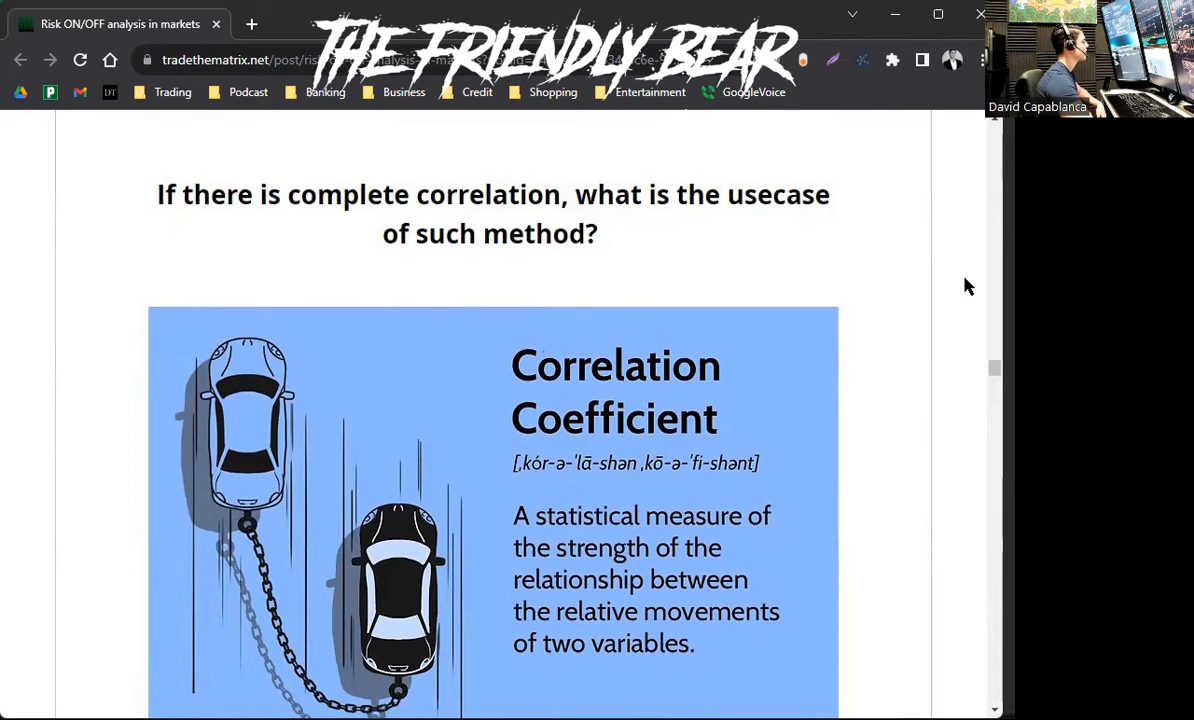 Risk ON/OFF analysis in markets
THE FRIENDLY BEAR
tradethematrix.net/post/ris
David Capablanca
Trading
Podcast
Banking
Business
Credit
Shopping
Entertainment
GoogleVoice
If there is complete correlation, what is the usecase
of such method?
Correlation
Coefficient
[ˌkór-ə-ˈlā-shən ˌkō-ə-ˈfi-shənt]
A statistical measure of
the strength of the
relationship between
the relative movements
of two variables.